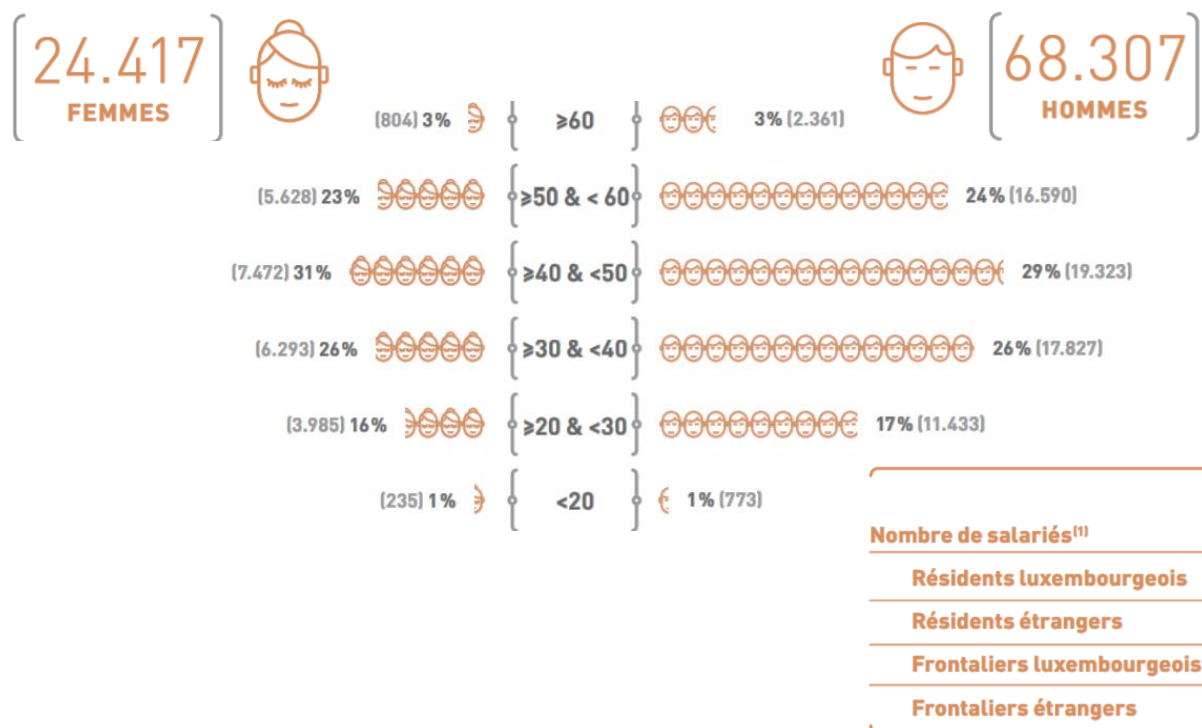 24.417
FEMMES
68.307
HOMMES
(804) 3% ≥60 3% (2.361)
(5.628) 23% ≥50 & < 60 24% (16.590)
(7.472) 31% ≥40 & <50 29% (19.323)
(6.293) 26% ≥30 & <40 26% (17.827)
(3.985) 16% ≥20 & <30 17% (11.433)
(235) 1% <20 1% (773)
Nombre de salariés(1)
Résidents luxembourgeois
Résidents étrangers
Frontaliers luxembourgeois
Frontaliers étrangers